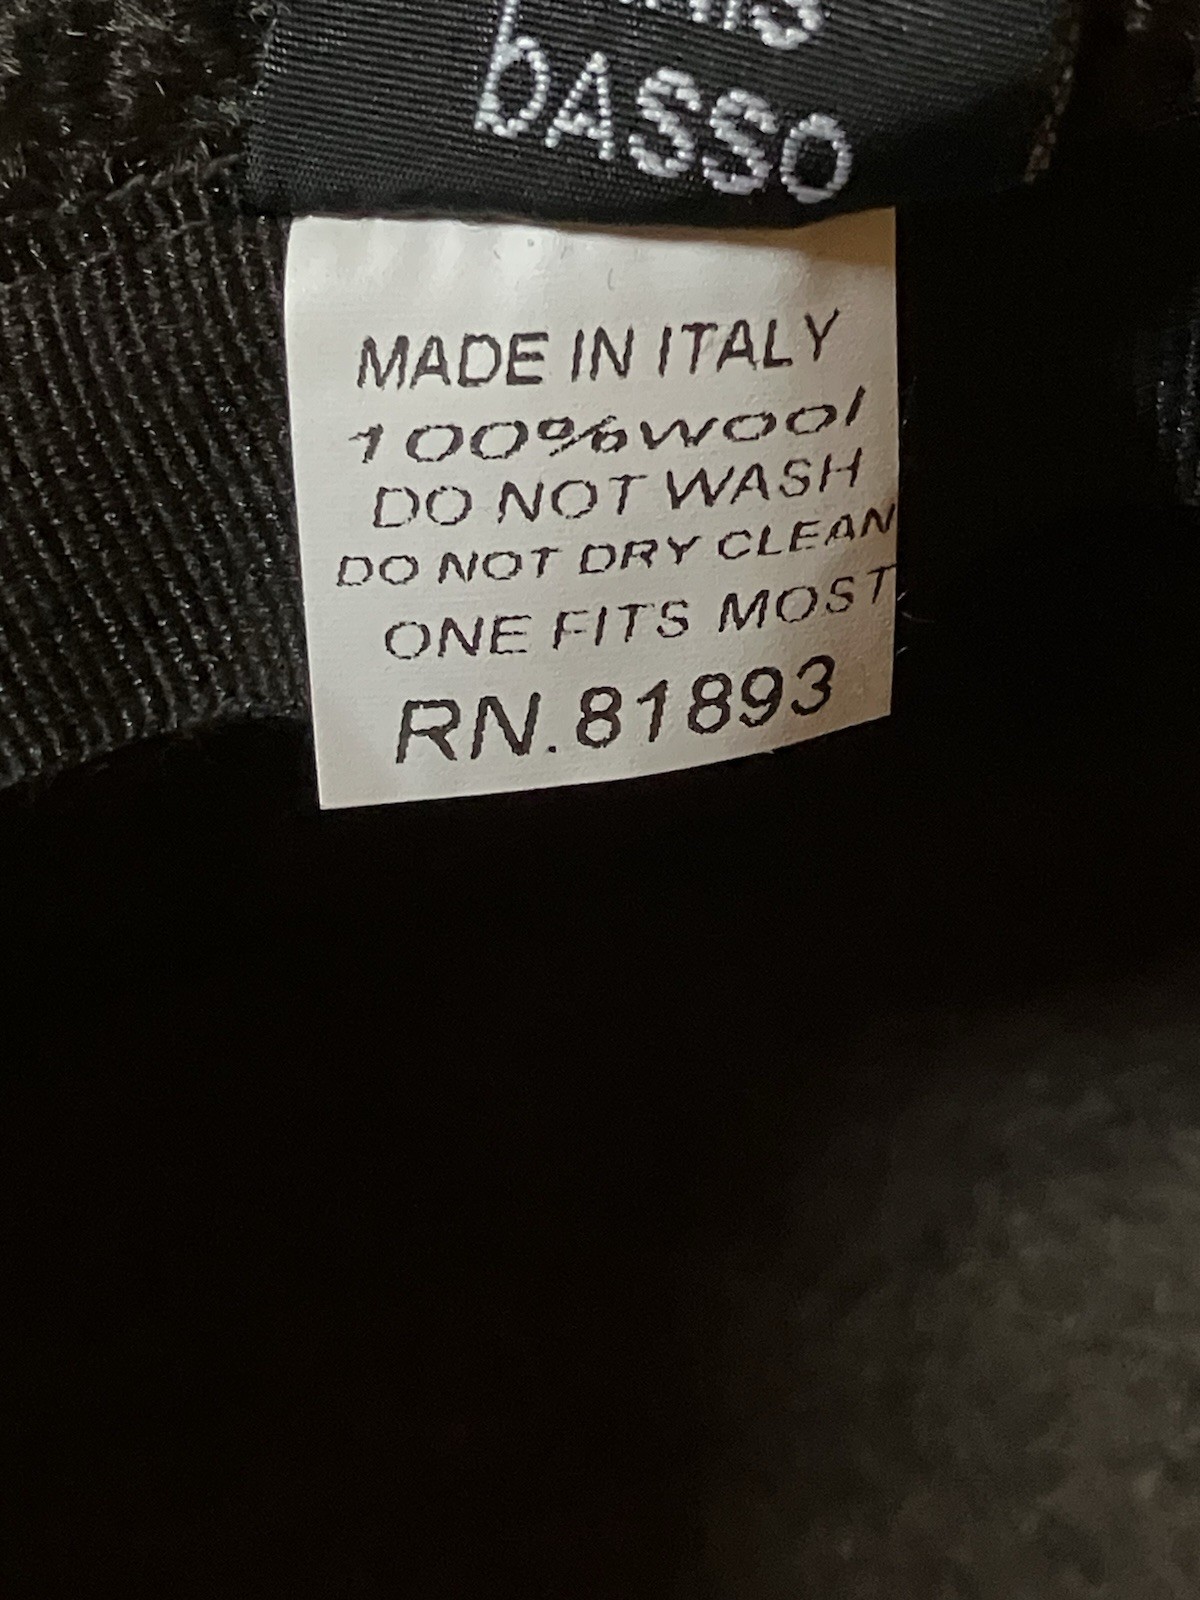 bASSO
MADE IN ITALY
100%wool
DO NOT WASH
DO NOT DRY CLEAN
ONE FITS MOST
RN.81893